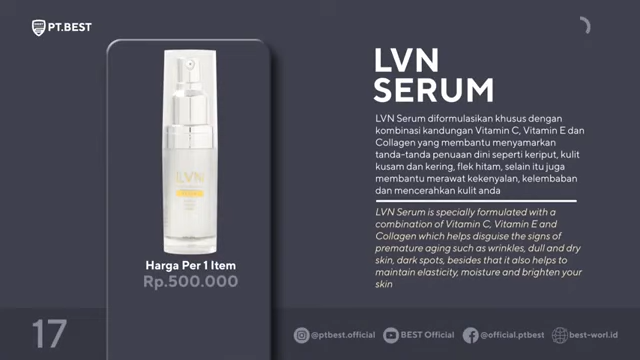 PT.BEST
LVN
SERUM
LVN Serum diformulasikan khusus dengan
kombinasi kandungan Vitamin C, Vitamin E dan
Collagen yang membantu menyamarkan
tanda-tanda penuaan dini seperti keriput, kulit
kusam dan kering, flek hitam, selain itu juga
membantu merawat kekenyalan, kelembaban
dan mencerahkan kulit anda
LVN Serum is specially formulated with a
combination of Vitamin C, Vitamin E and
Collagen which helps disguise the signs of
premature aging such as wrinkles, dull and dry
skin, dark spots, besides that it also helps to
maintain elasticity, moisture and brighten your
skin
LVN
Harga Per 1 Item
Rp.500.000
17
@ptbest.official
BEST Official
@official.ptbest
best-worl.id